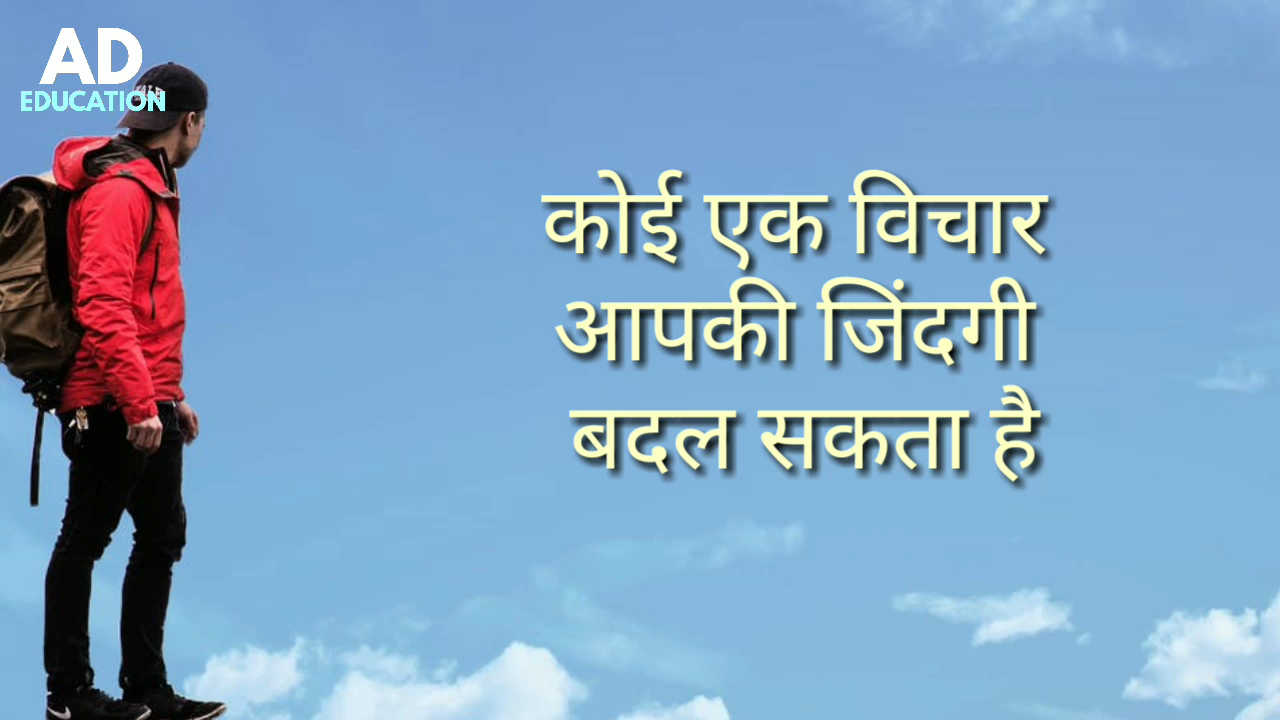 AD
EDUCATION
कोई एक विचार
आपकी जिंदगी
बदल सकता है